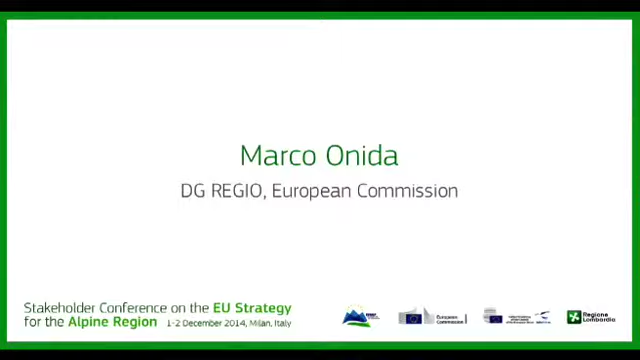 Marco Onida
DG REGIO, European Commission
Stakeholder Conference on the EU Strategy
for the Alpine Region 1-2 December 2014, Milan, Italy
European
Commission
Regione
Lombardia